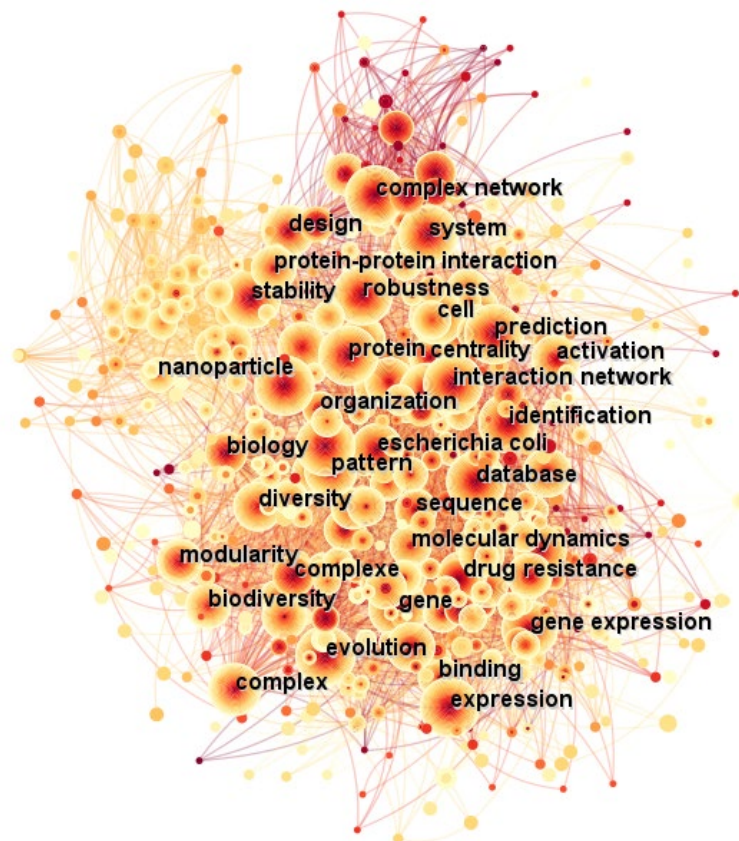 complex network
design
system
protein-protein interaction
stability
robustness
cell
prediction
protein centrality
activation
nanoparticle
interaction network
organization
identification
biology
escherichia coli
pattern
database
diversity
sequence
molecular dynamics
modularity
complexe
drug resistance
biodiversity
gene
gene expression
evolution
binding
complex
expression